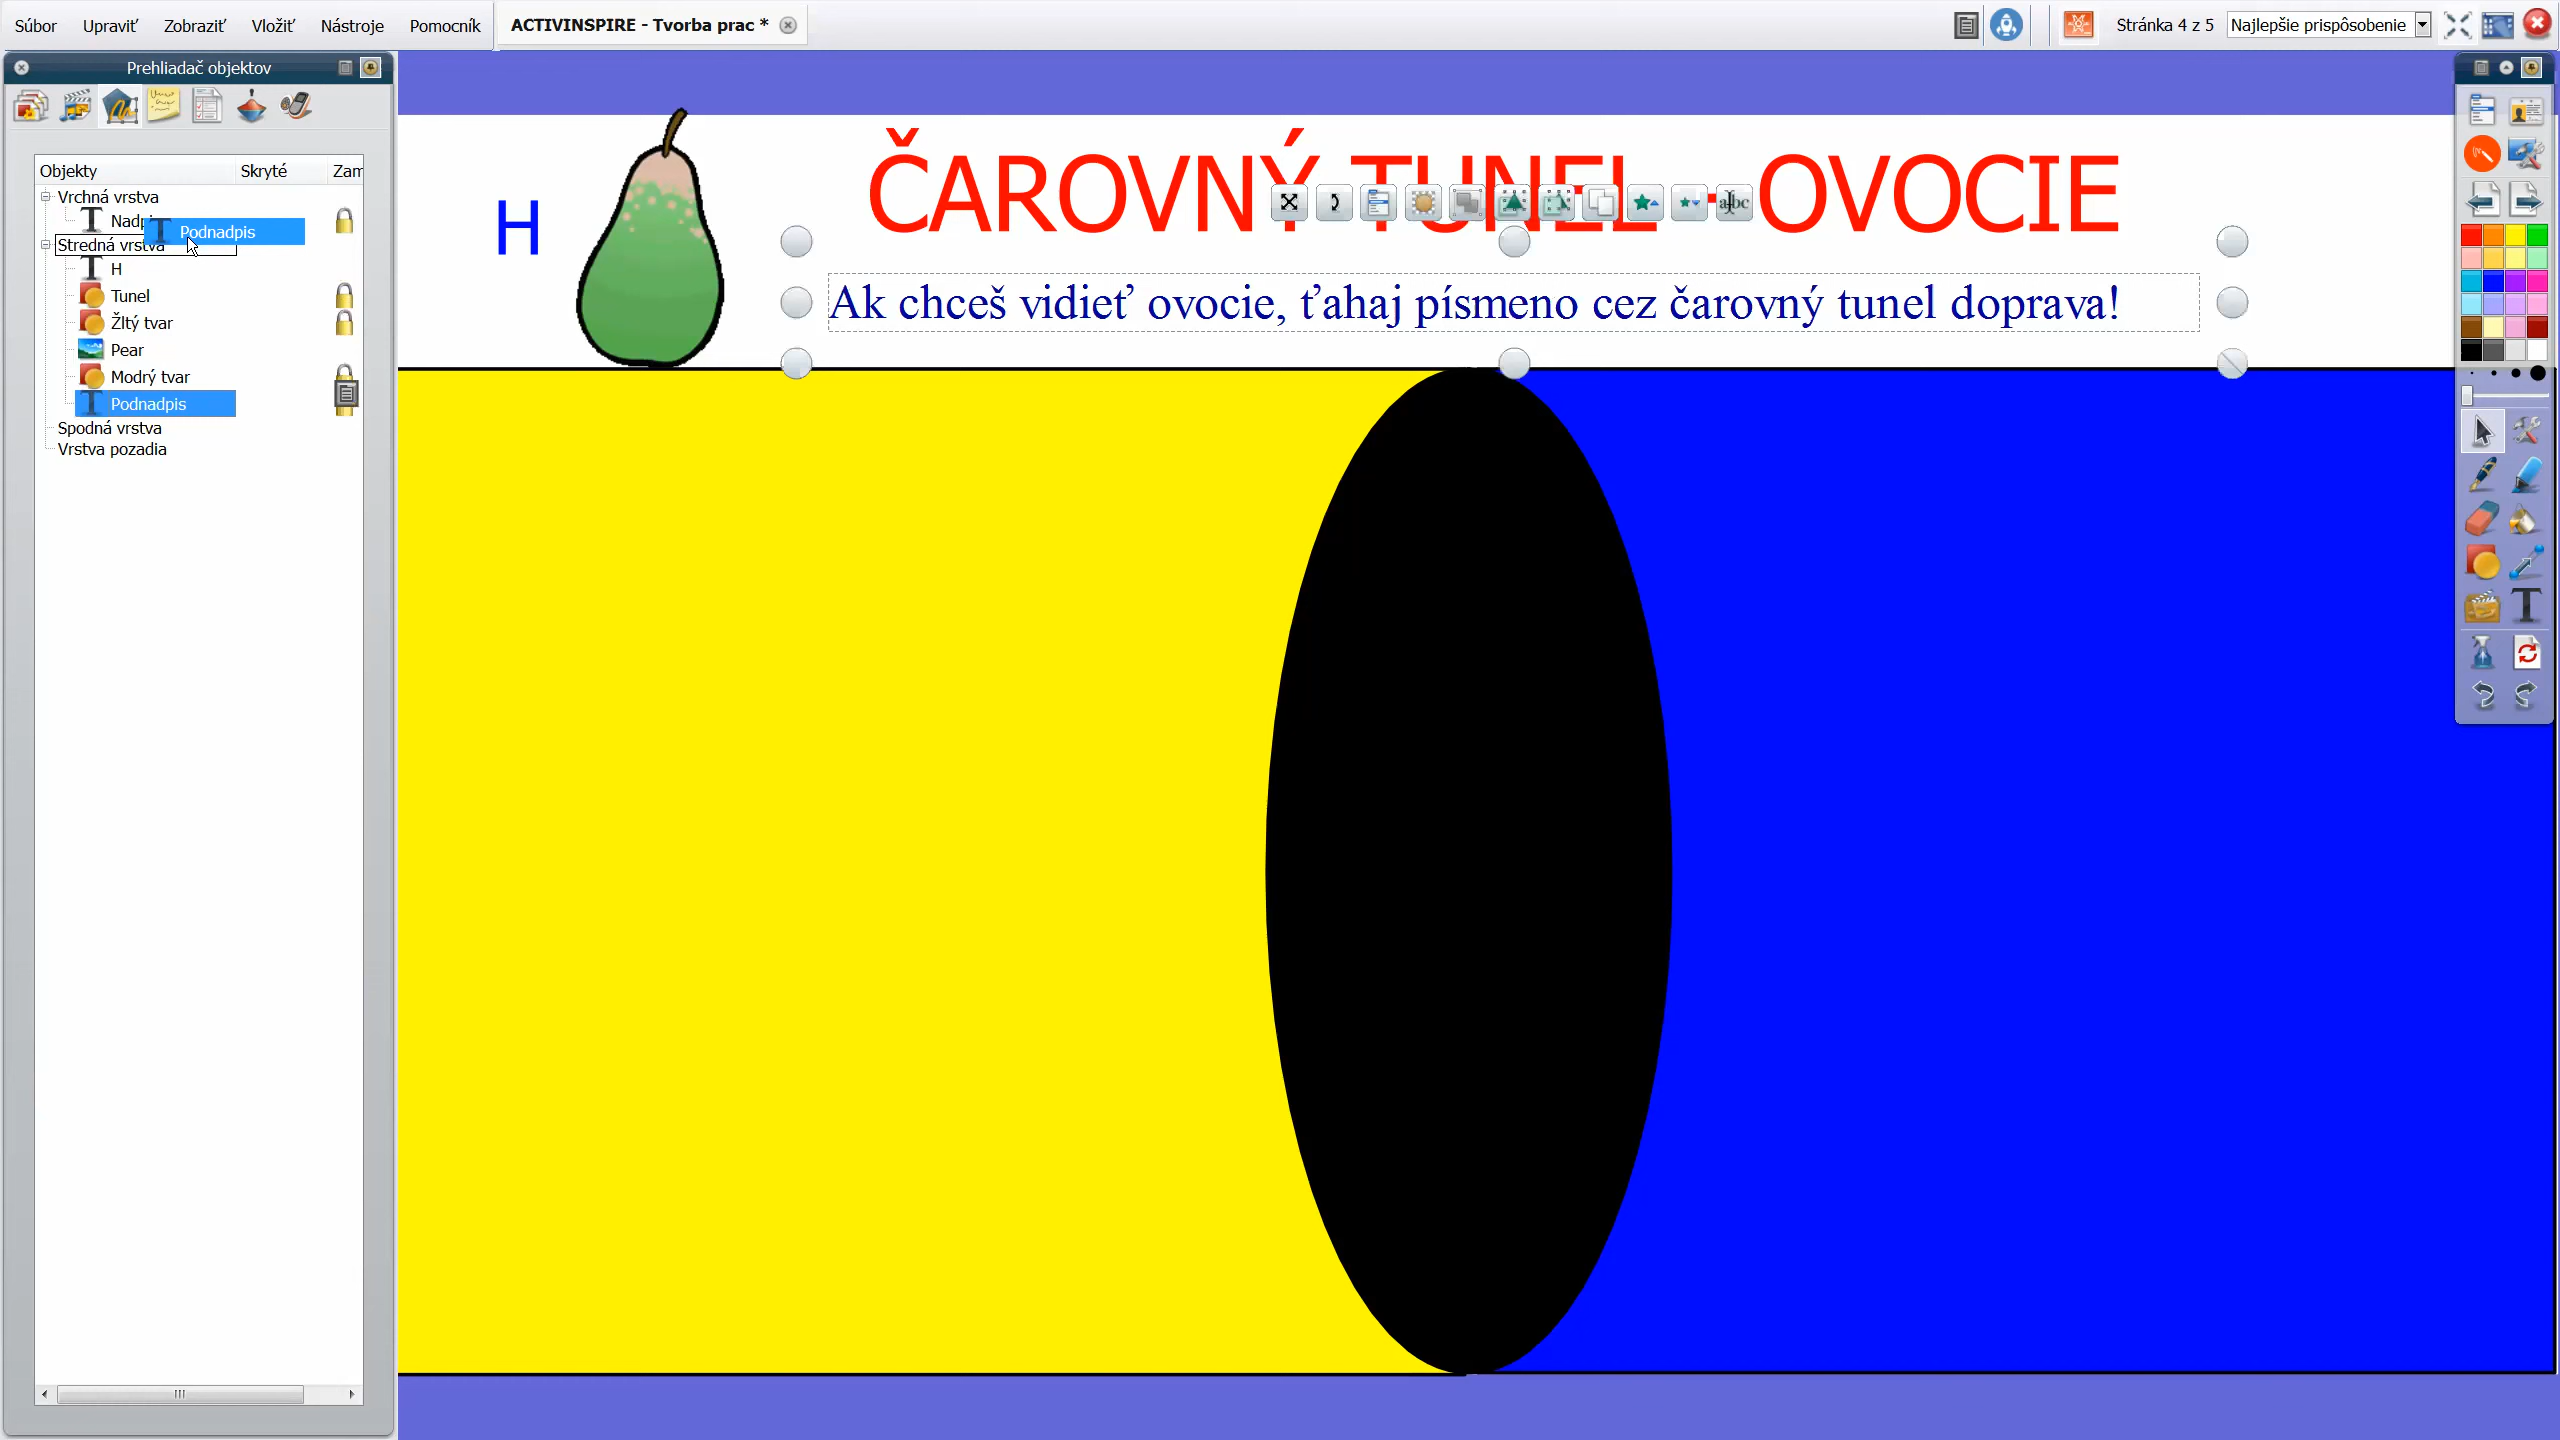 Súbor Upraviť Zobraziť Vložiť Nástroje Pomocník ACTIVINSPIRE - Tvorba prac * Stránka 4 z 5 Najlepšie prispôsobenie
Prehliadač objektov
Objekty Skryté Zam
Vrchná vrstva
Nadpi
Podnadpis
Stredná vrstva
H
Tunel
Žltý tvar
Pear
Modrý tvar
Podnadpis
Spodná vrstva
Vrstva pozadia
H
ČAROVNÝ TUNEL - OVOCIE
abc
Ak chceš vidieť ovocie, ťahaj písmeno cez čarovný tunel doprava!